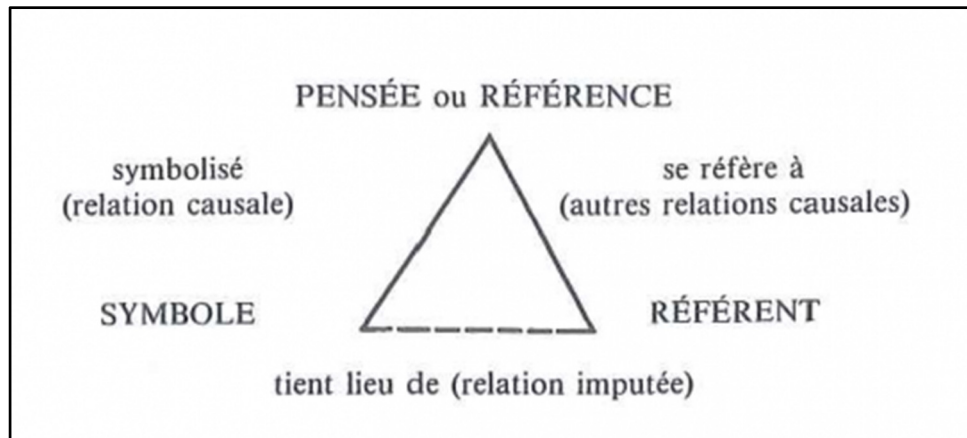 PENSÉE ou RÉFÉRENCE
symbolisé
(relation causale)
se réfère à
(autres relations causales)
SYMBOLE
RÉFÉRENT
tient lieu de (relation imputée)